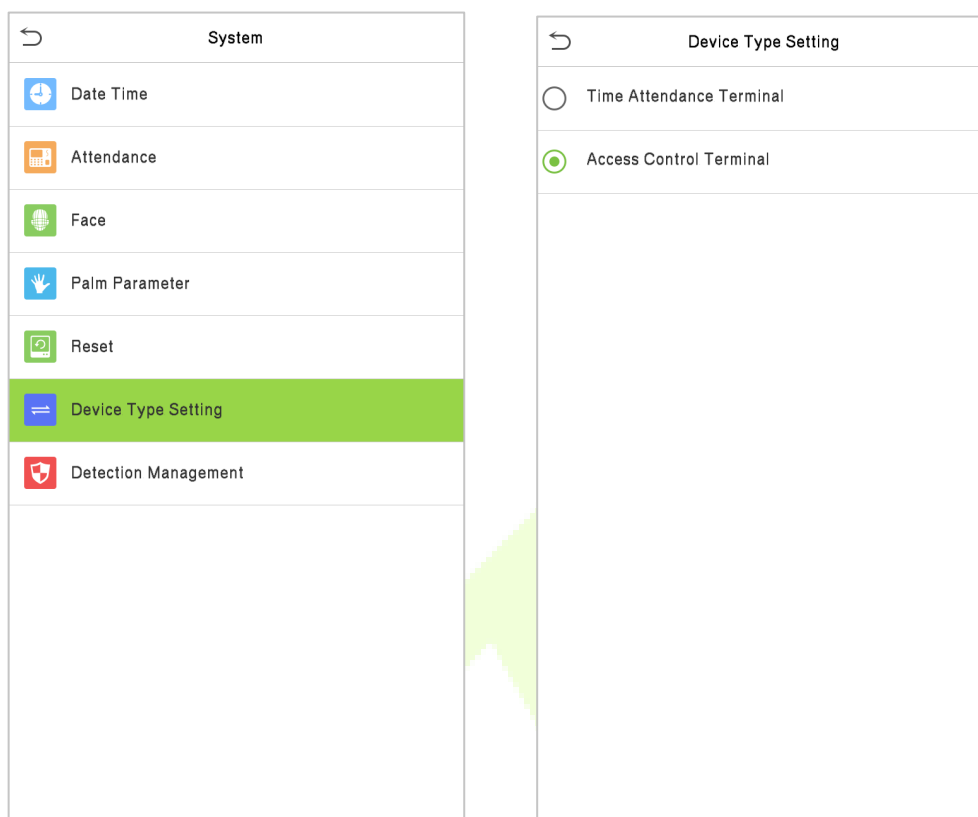 System
Date Time
Attendance
Face
Palm Parameter
Reset
Device Type Setting
Detection Management
Device Type Setting
Time Attendance Terminal
Access Control Terminal